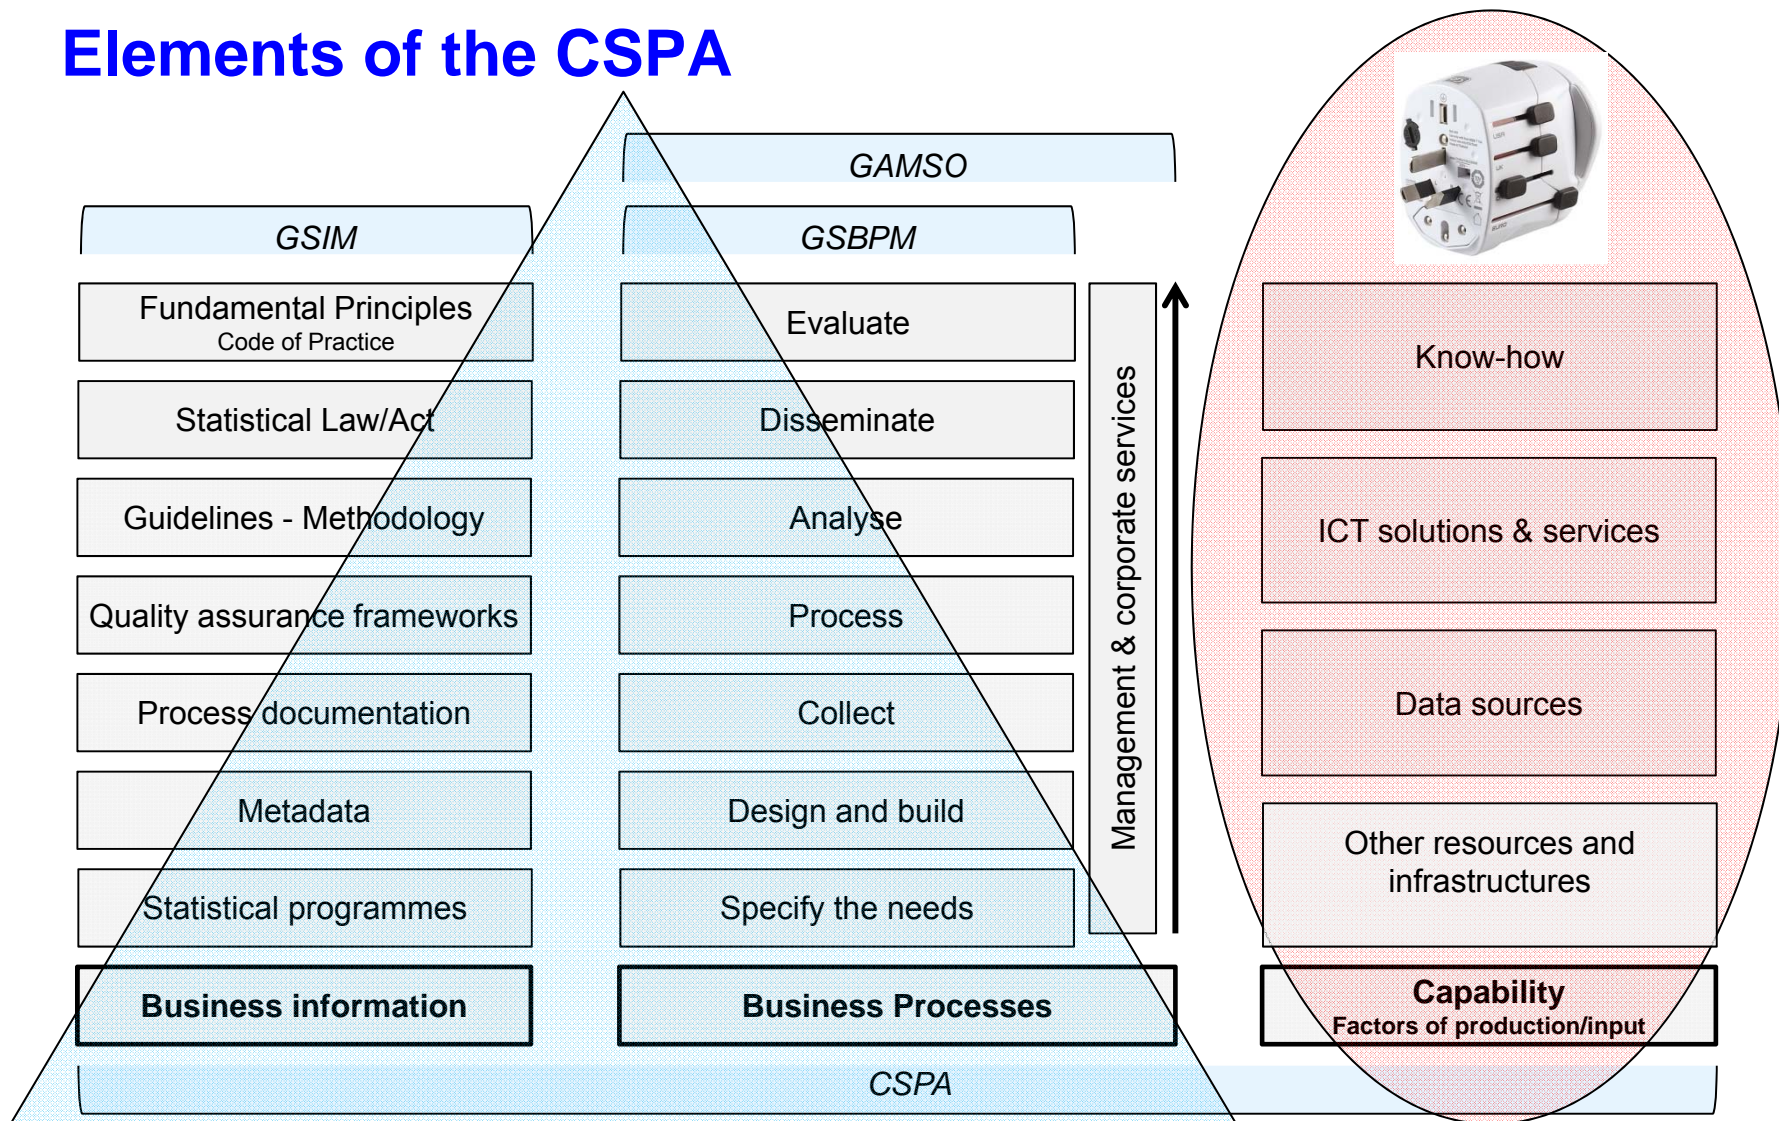 Elements of the CSPA
GAMSO
GSIM
GSBPM
Fundamental Principles
Code of Practice
Statistical Law/Act
Guidelines - Methodology
Quality assurance frameworks
Process documentation
Metadata
Statistical programmes
Business information
Evaluate
Disseminate
Analyse
Process
Collect
Design and build
Specify the needs
Business Processes
Management & corporate services
Know-how
ICT solutions & services
Data sources
Other resources and
infrastructures
Capability
Factors of production/input
CSPA